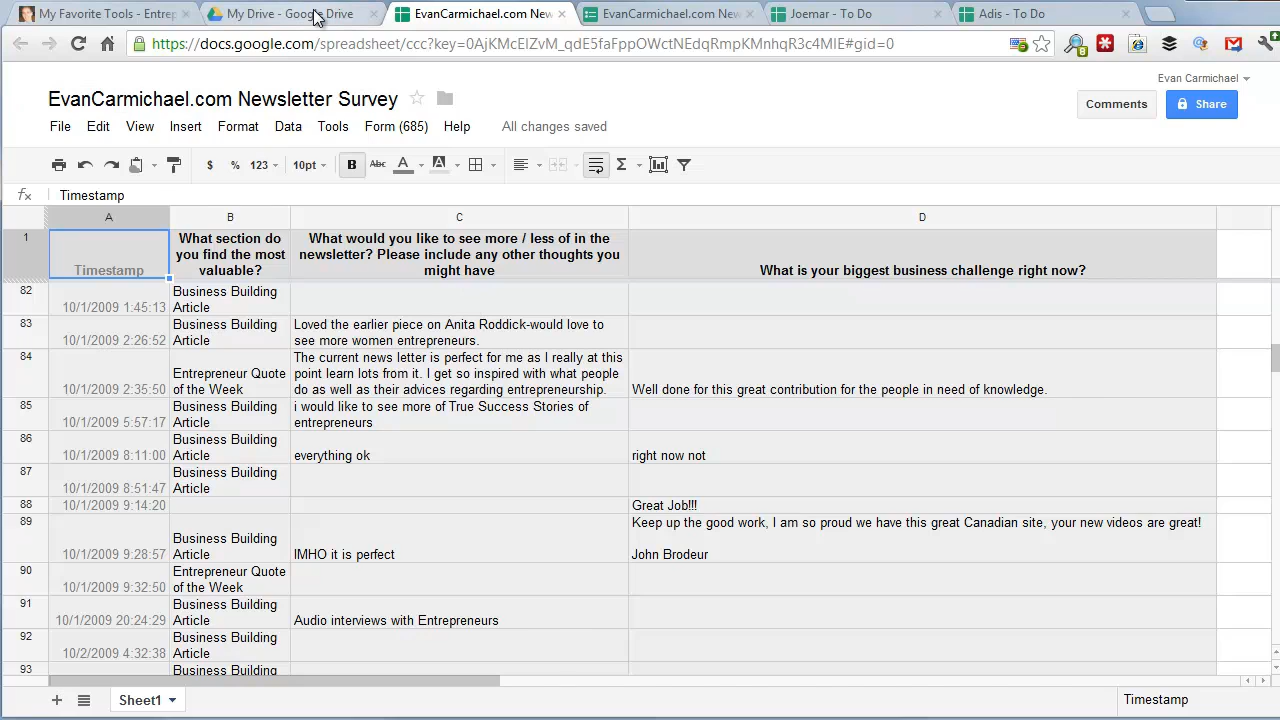 My Favorite Tools - Entrep
My Drive - Google Drive
EvanCarmichael.com New
EvanCarmichael.com New
Joemar - To Do
Adis - To Do
https://docs.google.com/spreadsheet/ccc?key=0AjKMcEIZvM_qdE5faFppOWctNEdqRmpKMnhqR3c4MlE#gid=0
Evan Carmichael
EvanCarmichael.com Newsletter Survey
Comments
Share
File Edit View Insert Format Data Tools Form (685) Help All changes saved
$ % 123 10pt B Abc A A Σ
fx Timestamp
A B C D
1
Timestamp
What section do
you find the most
valuable?
What would you like to see more / less of in the
newsletter? Please include any other thoughts you
might have
What is your biggest business challenge right now?
82
10/1/2009 1:45:13
Business Building
Article
83
10/1/2009 2:26:52
Business Building
Article
Loved the earlier piece on Anita Roddick-would love to
see more women entrepreneurs.
84
10/1/2009 2:35:50
Entrepreneur Quote
of the Week
The current news letter is perfect for me as I really at this
point learn lots from it. I get so inspired with what people
do as well as their advices regarding entrepreneurship.
Well done for this great contribution for the people in need of knowledge.
85
10/1/2009 5:57:17
Business Building
Article
i would like to see more of True Success Stories of
entrepreneurs
86
10/1/2009 8:11:00
Business Building
Article
everything ok
right now not
87
10/1/2009 8:51:47
Business Building
Article
88
10/1/2009 9:14:20
Great Job!!!
89
10/1/2009 9:28:57
Business Building
Article
IMHO it is perfect
Keep up the good work, I am so proud we have this great Canadian site, your new videos are great!
John Brodeur
90
10/1/2009 9:32:50
Entrepreneur Quote
of the Week
91
10/1/2009 20:24:29
Business Building
Article
Audio interviews with Entrepreneurs
92
10/2/2009 4:32:38
Business Building
Article
93
Business Building
Sheet1
Timestamp